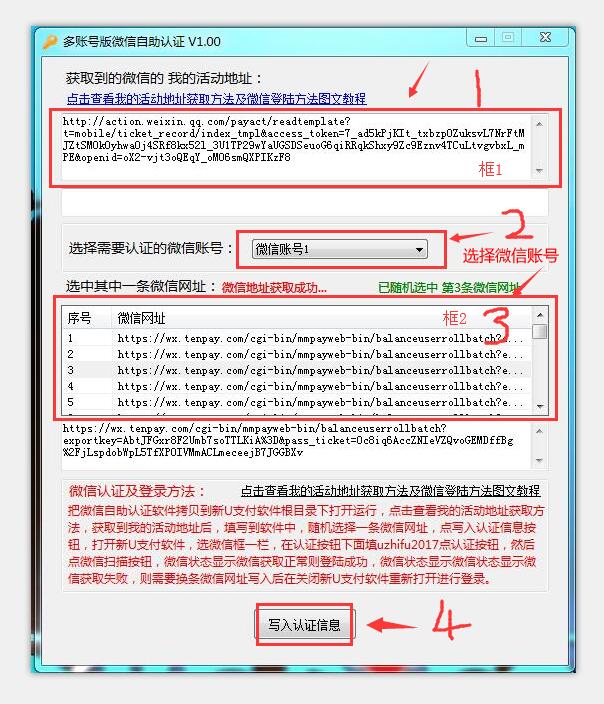 多账号版微信自助认证 V1.00
获取到的微信的 我的活动地址：
1
点击查看我的活动地址获取方法及微信登陆方法图文教程
http://action.weixin.qq.com/payact/readtemplate?
t=mobile/ticket_record/index_tmpl&access_token=7_ad5kFjKIt_txbzpOZuksvL7NrFtM
JZtSMOkOyhwaOj4SRf8kx52l_3U1TP29wYaUGSDSeuoG6qiRRqkShxy9Zc9Eznv4TCuLtvgvbxL_m
PE&openid=oX2-vjt3oQEqY_oMO6smQXPIKzF8
框1
2
选择需要认证的微信账号：
微信账号1
选择微信账号
选中其中一条微信网址：
微信地址获取成功...
已随机选中 第3条微信网址
序号 微信网址
框2
3
1 https://wx.tenpay.com/cgi-bin/mmpayweb-bin/balanceuserrollbatch?e...
2 https://wx.tenpay.com/cgi-bin/mmpayweb-bin/balanceuserrollbatch?e...
3 https://wx.tenpay.com/cgi-bin/mmpayweb-bin/balanceuserrollbatch?e...
4 https://wx.tenpay.com/cgi-bin/mmpayweb-bin/balanceuserrollbatch?e...
5 https://wx.tenpay.com/cgi-bin/mmpayweb-bin/balanceuserrollbatch?e...
https://wx.tenpay.com/cgi-bin/mmpayweb-bin/balanceuserrollbatch?
exportkey=AbtJFGxr8F2Umb7soTTLKiA%3D&pass_ticket=Oc8iq6AccZNIeVZQvoGEMDffBg
%2FjLspdobWpL5TfXPOIVMmACLmeceejB7JGGBXv
微信认证及登录方法：
点击查看我的活动地址获取方法及微信登陆方法图文教程
把微信自助认证软件拷贝到新U支付软件根目录下打开运行，点击查看我的活动地址获取方
法，获取到我的活动地址后，填写到软件中，随机选择一条微信网址，点写入认证信息按
钮，打开新U支付软件，选微信框一栏，在认证按钮下面填uzhifu2017点认证按钮，然后
点微信扫描按钮，微信状态显示微信获取正常则登陆成功，微信状态显示微信状态显示微
信获取失败，则需要换条微信网址写入后在关闭新U支付软件重新打开进行登录。
写入认证信息
4